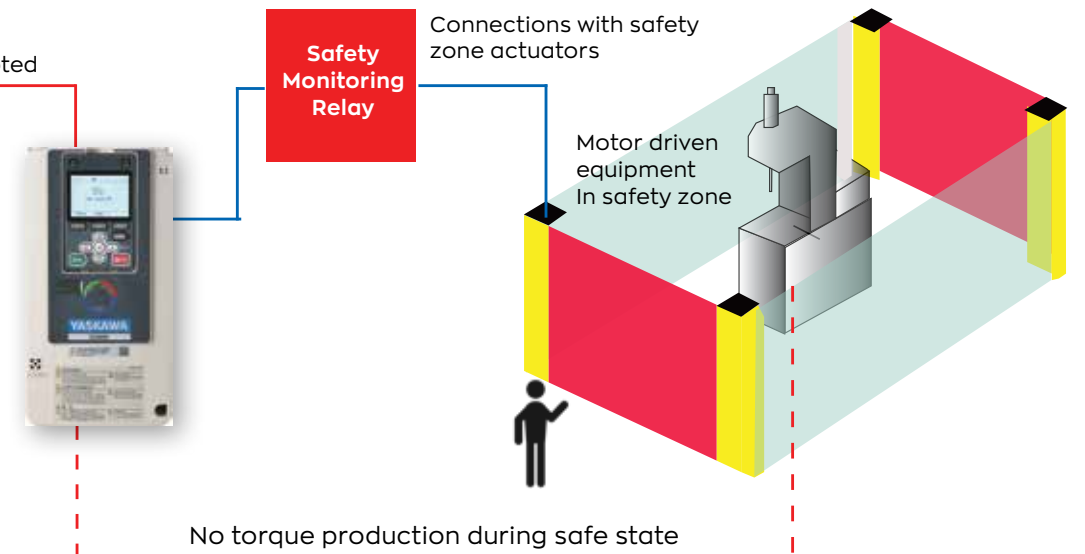 Connections with safety
zone actuators
Safety
Monitoring
Relay
Motor driven
equipment
In safety zone
YASKAWA
No torque production during safe state